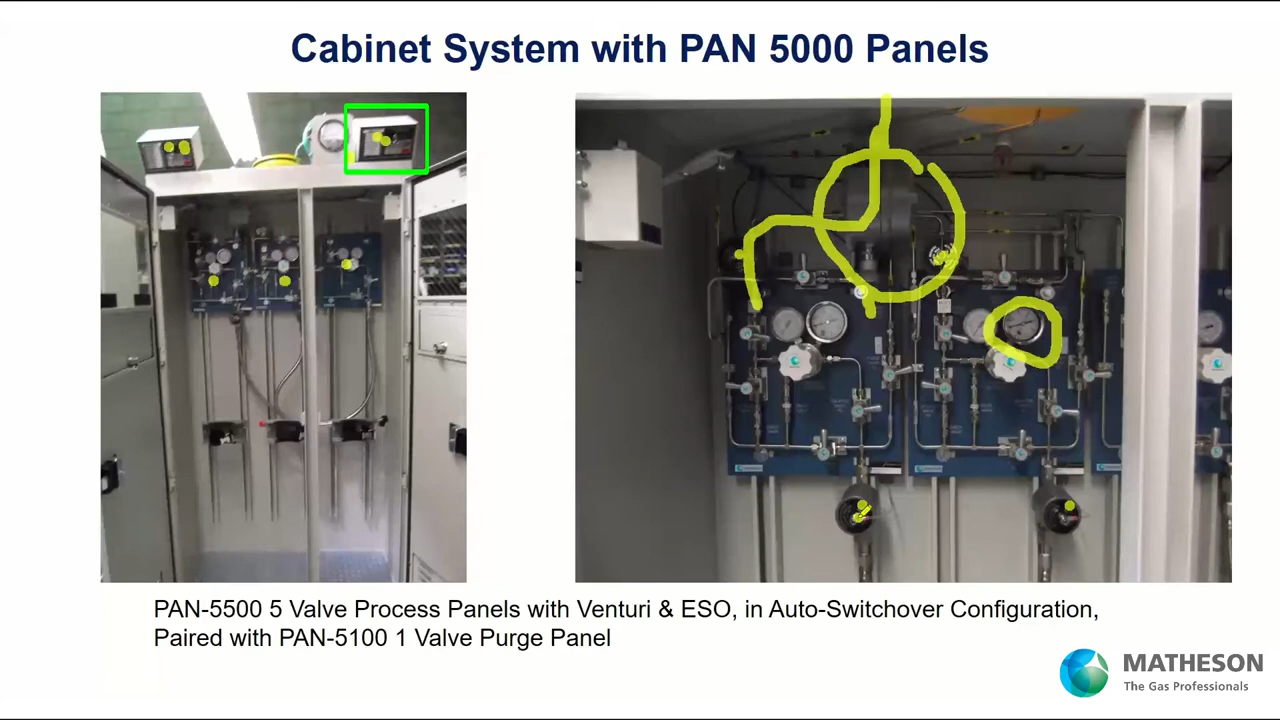 Cabinet System with PAN 5000 Panels
PAN-5500 5 Valve Process Panels with Venturi & ESO, in Auto-Switchover Configuration,
Paired with PAN-5100 1 Valve Purge Panel
MATHESON
The Gas Professionals